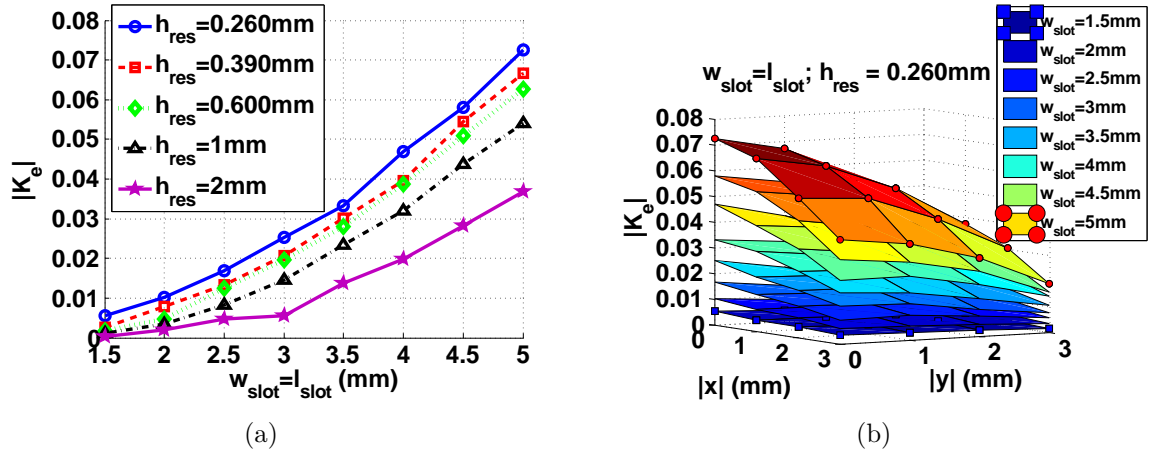 0.08
0.07
0.06
0.05
0.04
0.03
0.02
0.01
0
|K_e|
h_res=0.260mm
h_res=0.390mm
h_res=0.600mm
h_res=1mm
h_res=2mm
1.5 2 2.5 3 3.5 4 4.5 5
w_slot=l_slot (mm)
(a)
w_slot=l_slot; h_res = 0.260mm
0.08
0.07
0.06
0.05
0.04
0.03
0.02
0.01
0
|K_e|
0 1 2 3
|x| (mm)
0 1 2 3
|y| (mm)
w_slot=1.5mm
w_slot=2mm
w_slot=2.5mm
w_slot=3mm
w_slot=3.5mm
w_slot=4mm
w_slot=4.5mm
w_slot=5mm
(b)